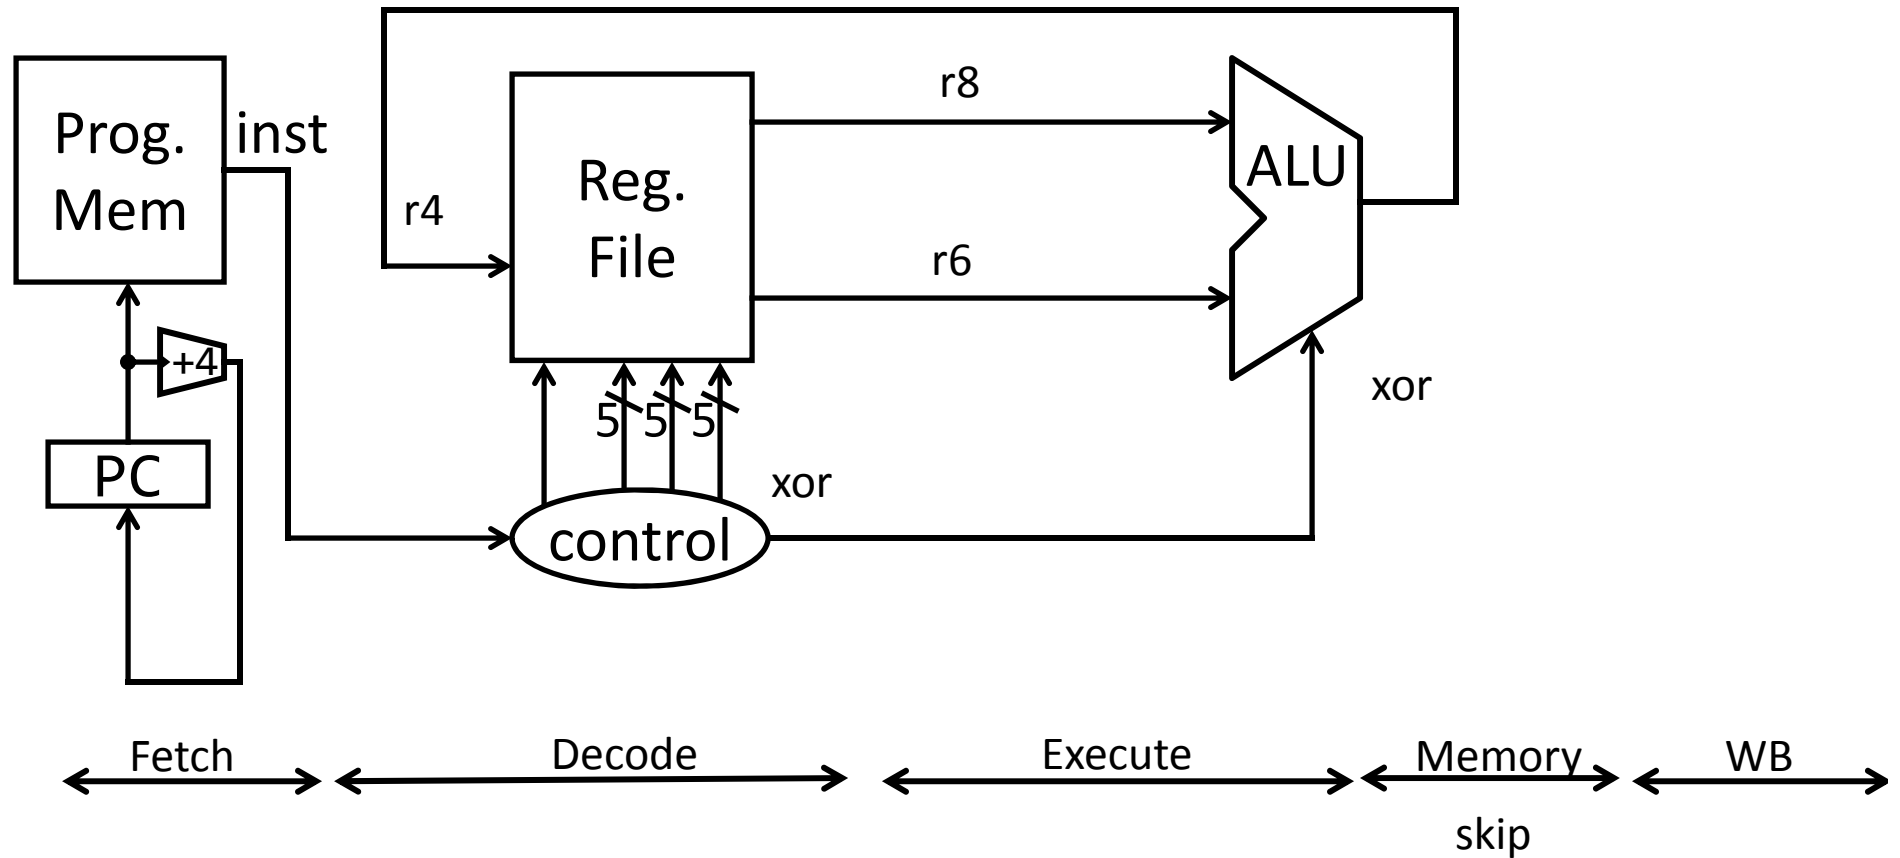 Prog.
Mem
inst
+4
PC
r4
Reg.
File
r8
r6
ALU
5 5 5
xor
control
xor
Fetch
Decode
Execute
Memory
WB
skip